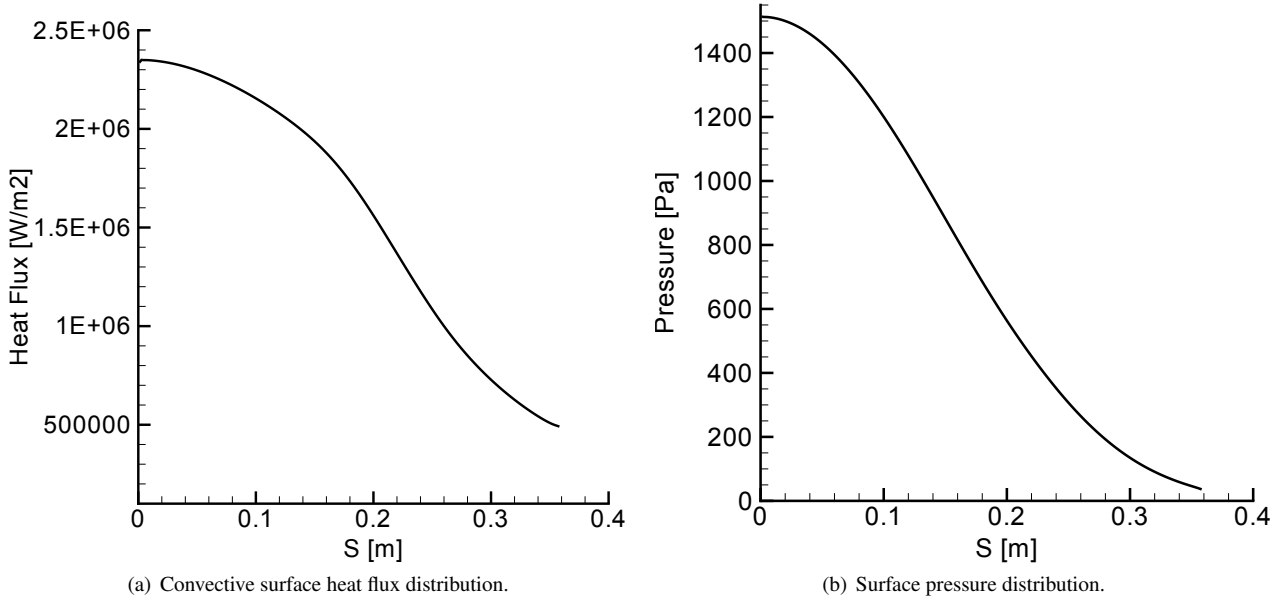 Heat Flux [W/m2]
2.5E+06
2E+06
1.5E+06
1E+06
500000
0 0.1 0.2 0.3 0.4
S [m]
(a) Convective surface heat flux distribution.
Pressure [Pa]
1400
1200
1000
800
600
400
200
0
0 0.1 0.2 0.3 0.4
S [m]
(b) Surface pressure distribution.